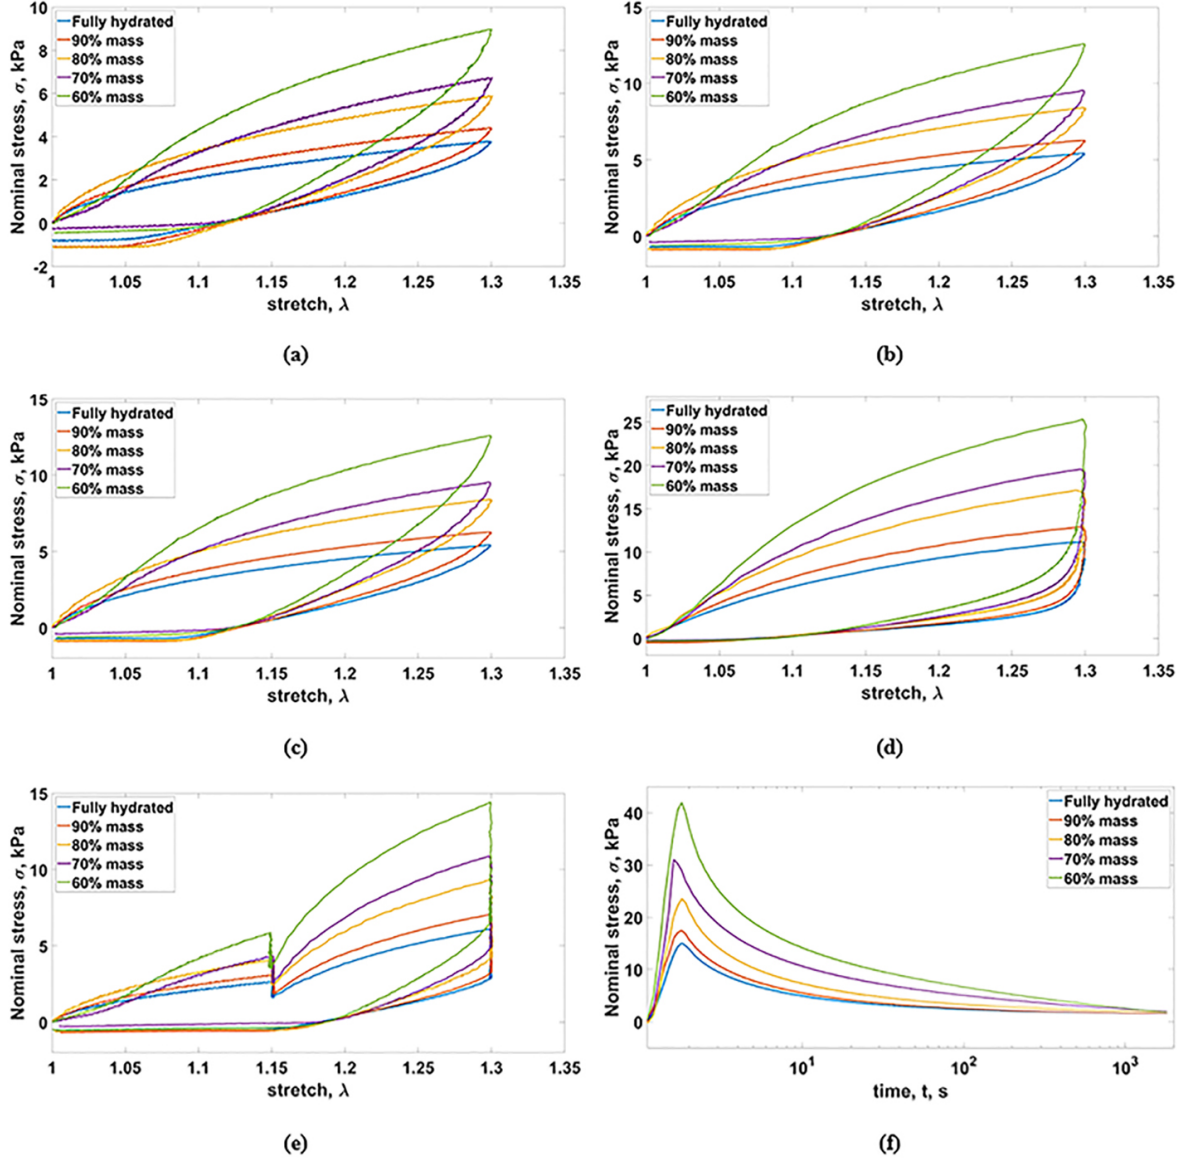 10
8
6
4
2
0
-2
Nominal stress, σ, kPa
Fully hydrated
90% mass
80% mass
70% mass
60% mass
1 1.05 1.1 1.15 1.2 1.25 1.3 1.35
stretch, λ
(a)
15
10
5
0
Nominal stress, σ, kPa
Fully hydrated
90% mass
80% mass
70% mass
60% mass
1 1.05 1.1 1.15 1.2 1.25 1.3 1.35
stretch, λ
(b)
15
10
5
0
Nominal stress, σ, kPa
Fully hydrated
90% mass
80% mass
70% mass
60% mass
1 1.05 1.1 1.15 1.2 1.25 1.3 1.35
stretch, λ
(c)
25
20
15
10
5
0
Nominal stress, σ, kPa
Fully hydrated
90% mass
80% mass
70% mass
60% mass
1 1.05 1.1 1.15 1.2 1.25 1.3 1.35
stretch, λ
(d)
15
10
5
0
Nominal stress, σ, kPa
Fully hydrated
90% mass
80% mass
70% mass
60% mass
1 1.05 1.1 1.15 1.2 1.25 1.3 1.35
stretch, λ
(e)
40
30
20
10
0
Nominal stress, σ, kPa
Fully hydrated
90% mass
80% mass
70% mass
60% mass
10¹ 10² 10³
time, t, s
(f)